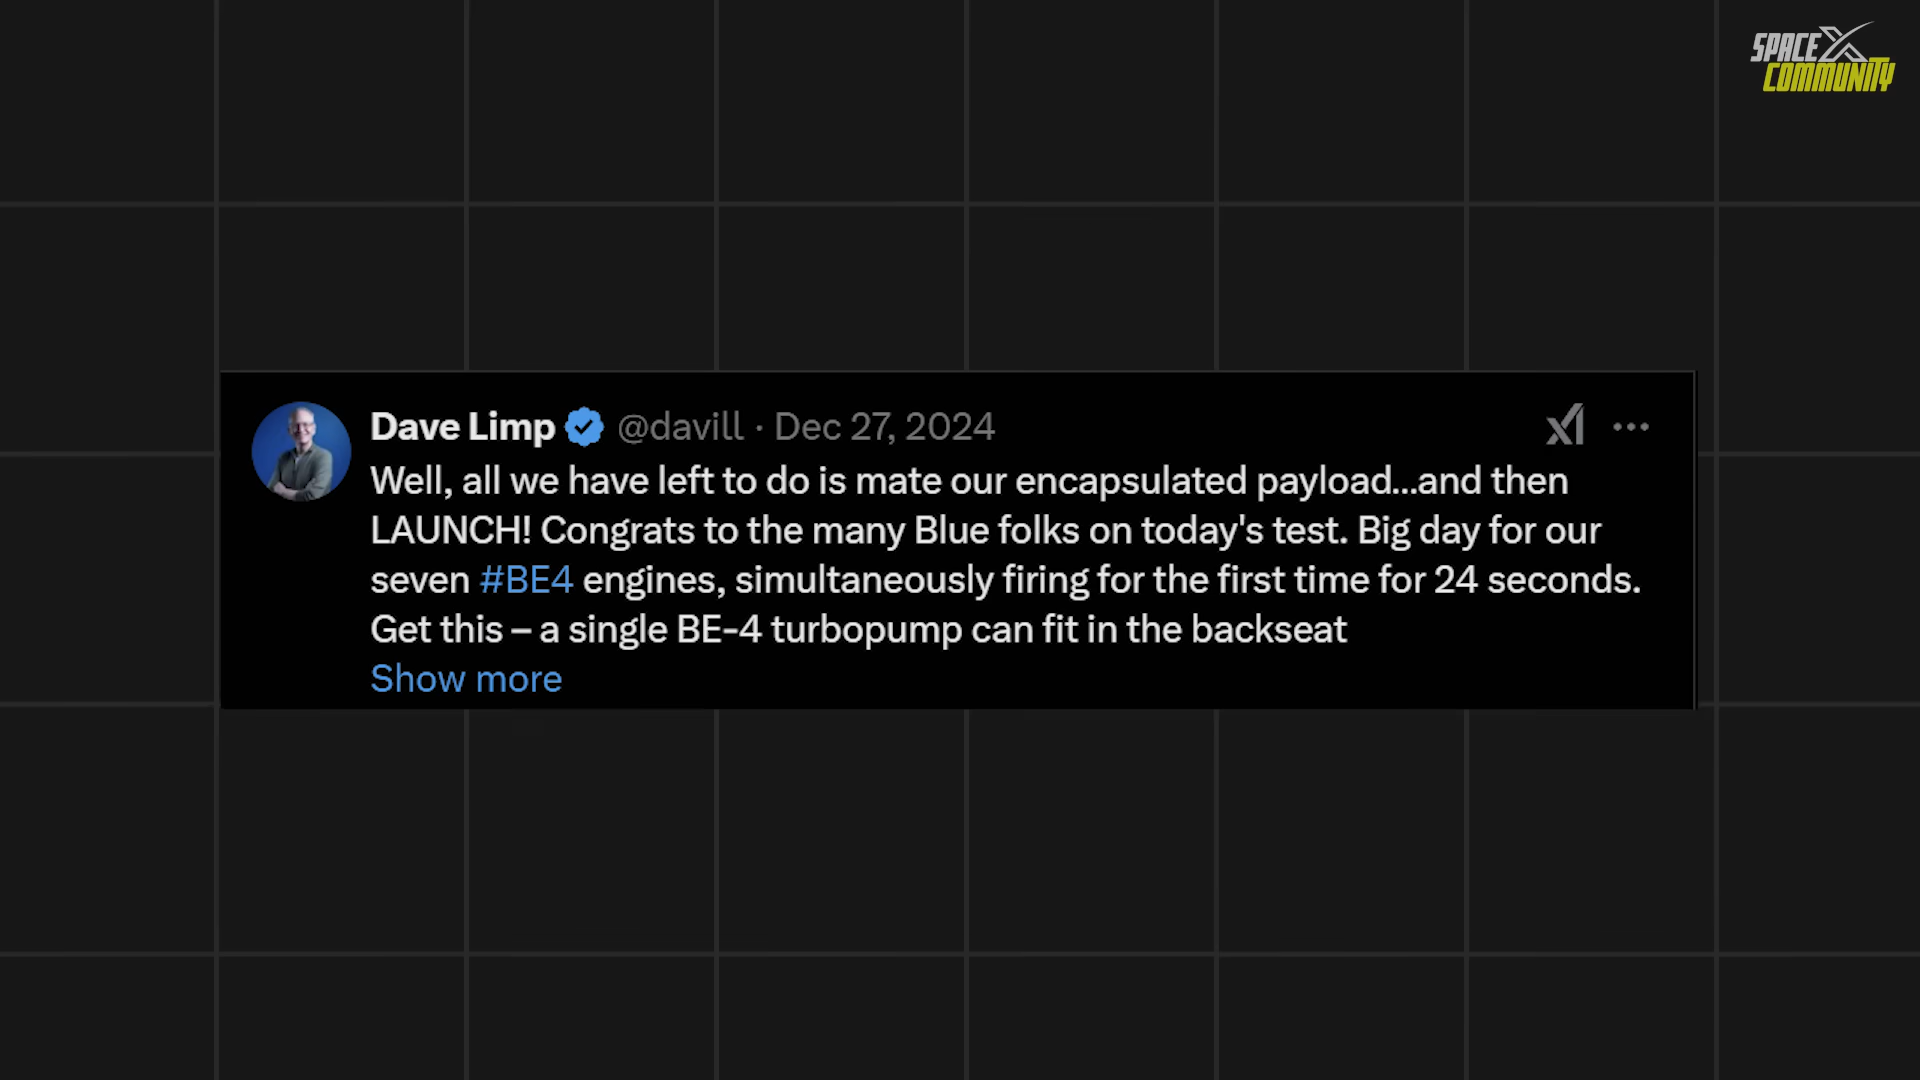 SPACEX
COMMUNITY
Dave Limp @davill · Dec 27, 2024
Well, all we have left to do is mate our encapsulated payload...and then
LAUNCH! Congrats to the many Blue folks on today's test. Big day for our
seven #BE4 engines, simultaneously firing for the first time for 24 seconds.
Get this – a single BE-4 turbopump can fit in the backseat
Show more